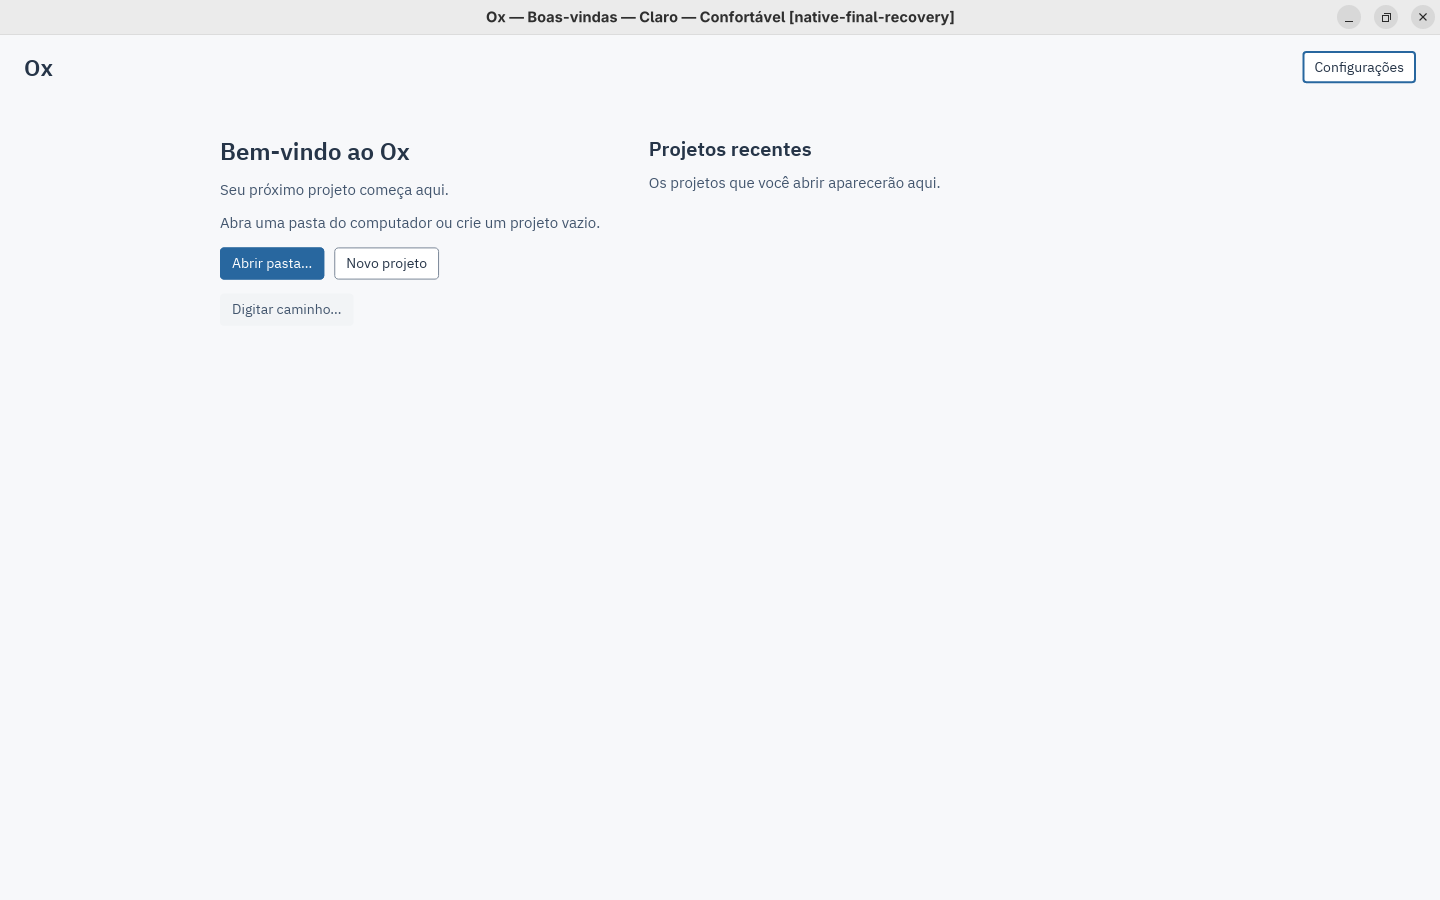 Ox — Boas-vindas — Claro — Confortável [native-final-recovery]
Ox
Configurações
Bem-vindo ao Ox
Seu próximo projeto começa aqui.
Abra uma pasta do computador ou crie um projeto vazio.
Abrir pasta…
Novo projeto
Digitar caminho…
Projetos recentes
Os projetos que você abrir aparecerão aqui.